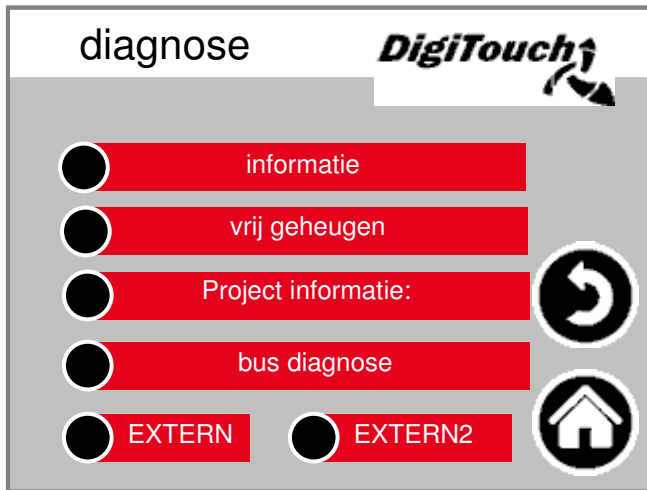 diagnose
DigiTouch
informatie
vrij geheugen
Project informatie:
bus diagnose
EXTERN
EXTERN2